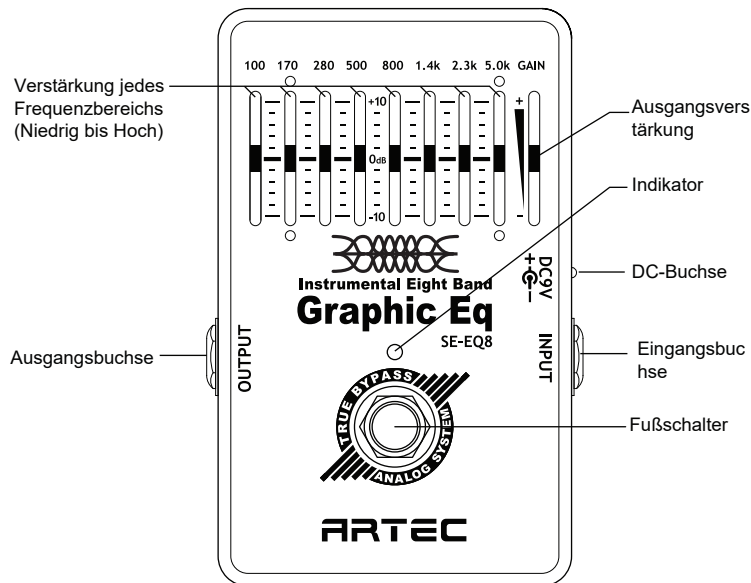 100 170 280 500 800 1.4k 2.3k 5.0k GAIN
Verstärkung jedes
Frequenzbereichs
(Niedrig bis Hoch)
+10
0dB
-10
+
-
Ausgangsvers
tärkung
Indikator
DC9V
+ -
DC-Buchse
Instrumental Eight Band
Graphic Eq
SE-EQ8
Ausgangsbuchse
OUTPUT
INPUT
Eingangsbuc
hse
TRUE BYPASS
ANALOG SYSTEM
Fußschalter
ARTEC